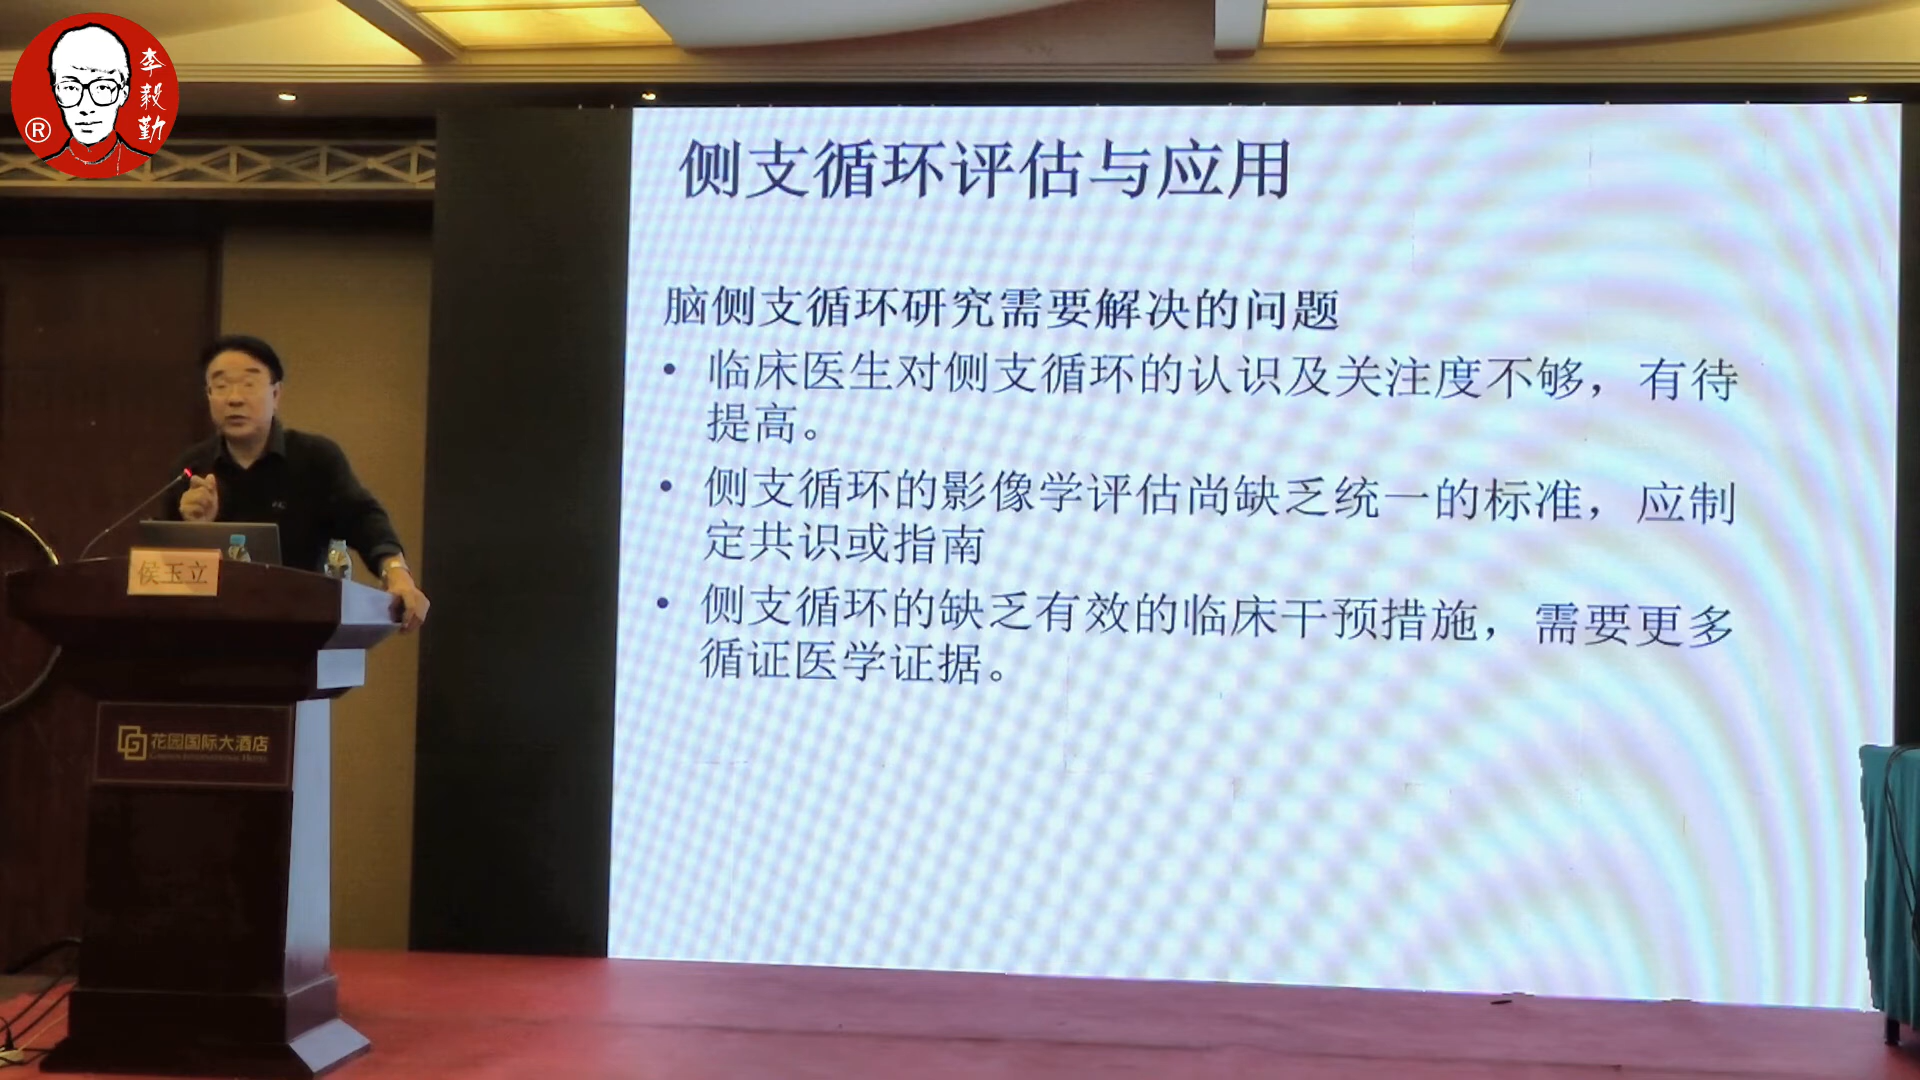 李毅勤
®
侧支循环评估与应用
脑侧支循环研究需要解决的问题
• 临床医生对侧支循环的认识及关注度不够，有待
提高。
• 侧支循环的影像学评估尚缺乏统一的标准，应制
定共识或指南
• 侧支循环的缺乏有效的临床干预措施，需要更多
循证医学证据。
侯玉立
花园国际大酒店
GARDEN INTERNATIONAL HOTEL